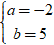 a = −2
b = 5